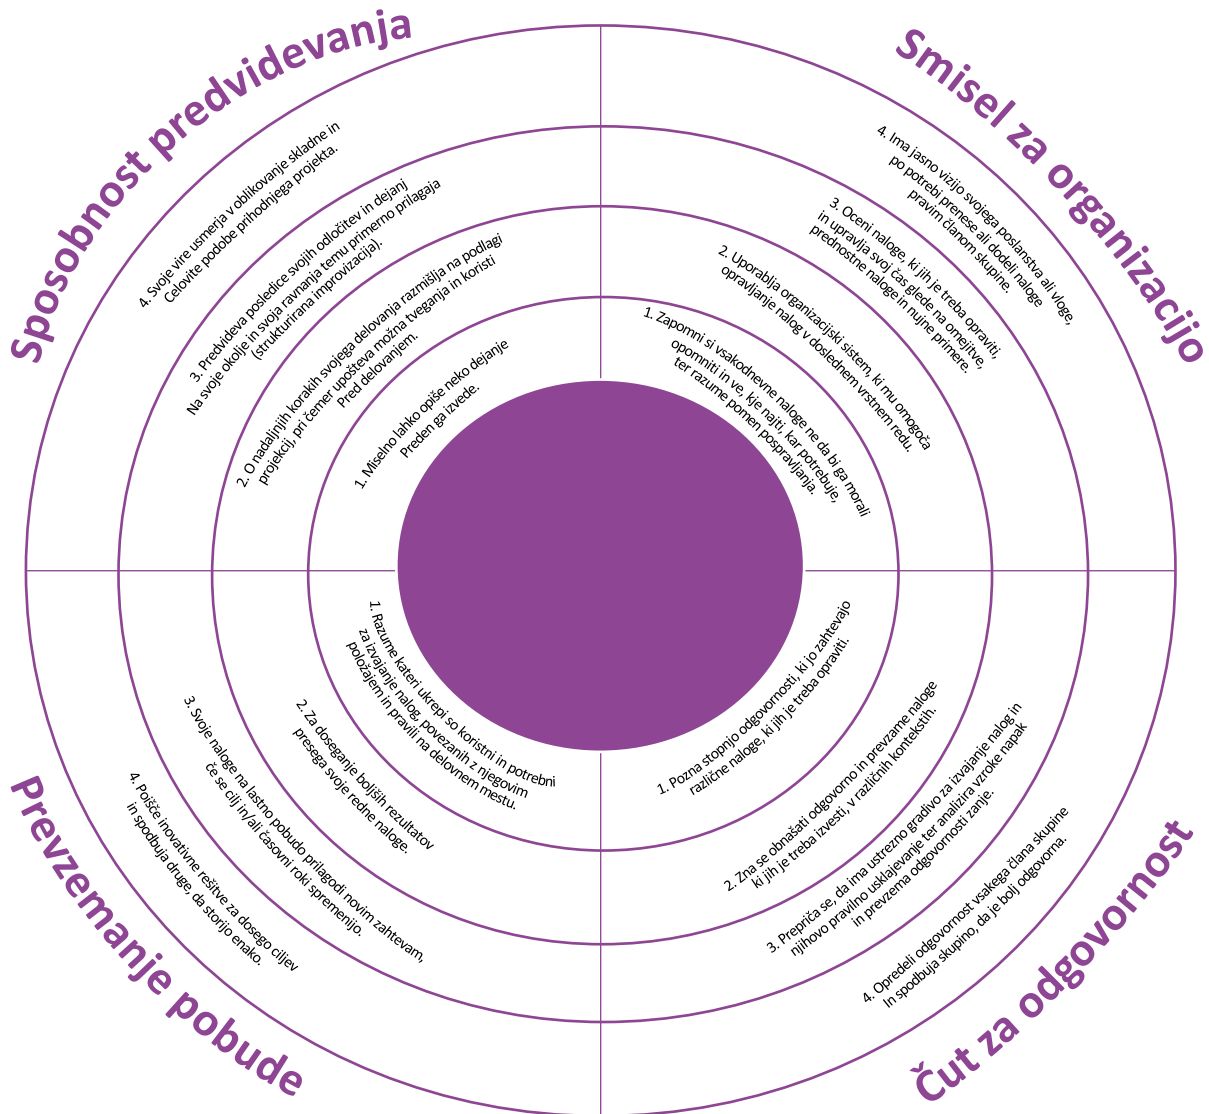 Sposobnost predvidevanja
4. Svoje vire usmerja v oblikovanje skladne in
Celovite podobe prihodnjega projekta.
3. Predvideva posledice svojih odločitev in dejanj
Na svoje okolje in svoja ravnanja temu primerno prilagaja
(strukturirana improvizacija).
2. O nadaljnjih korakih svojega delovanja razmišlja na podlagi
projekcij, pri čemer upošteva možna tveganja in koristi
Pred delovanjem.
1. Miselno lahko opiše neko dejanje
Preden ga izvede.
Smisel za organizacijo
4. Ima jasno vizijo svojega poslanstva ali vloge,
po potrebi prenese ali dodeli naloge
pravim članom skupine.
3. Oceni naloge, ki jih je treba opraviti,
in upravlja svoj čas glede na omejitve,
prednostne naloge in nujne primere.
2. Uporablja organizacijski sistem, ki mu omogoča
opravljanje nalog v doslednem vrstnem redu.
1. Zapomni si vsakodnevne naloge ne da bi ga morali
opomniti in ve, kje najti, kar potrebuje,
ter razume pomen pospravljanja.
Prevzemanje pobude
1. Razume kateri ukrepi so koristni in potrebni
za izvajanje nalog, povezanih z njegovim
položajem in pravili na delovnem mestu.
2. Za doseganje boljših rezultatov
presega svoje redne naloge.
3. Svoje naloge na lastno pobudo prilagodi novim zahtevam,
če se cilj in/ali časovni roki spremenijo.
4. Poišče inovativne rešitve za dosego ciljev
in spodbuja druge, da storijo enako.
Čut za odgovornost
1. Pozna stopnjo odgovornosti, ki jo zahtevajo
različne naloge, ki jih je treba opraviti.
2. Zna se obnašati odgovorno in prevzame naloge
ki jih je treba izvesti, v različnih kontekstih.
3. Prepriča se, da ima ustrezno gradivo za izvajanje nalog in
njihovo pravilno usklajevanje ter analizira vzroke napak
in prevzema odgovornosti zanje.
4. Opredeli odgovornost vsakega člana skupine
In spodbuja skupino, da je bolj odgovorna.